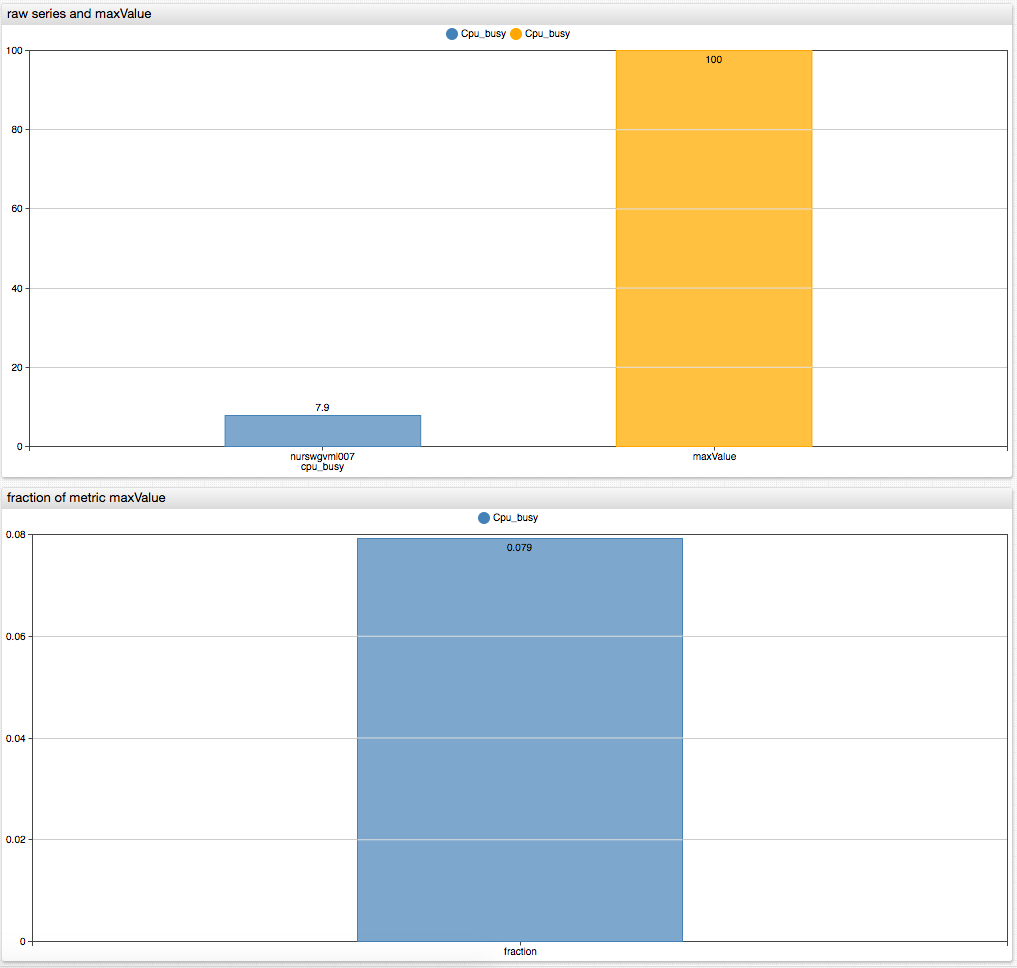 raw series and maxValue
Cpu_busy Cpu_busy
100
100
80
60
40
20
7.9
0
nurswgvml007
cpu_busy
maxValue
fraction of metric maxValue
Cpu_busy
0.08
0.079
0.06
0.04
0.02
0
fraction